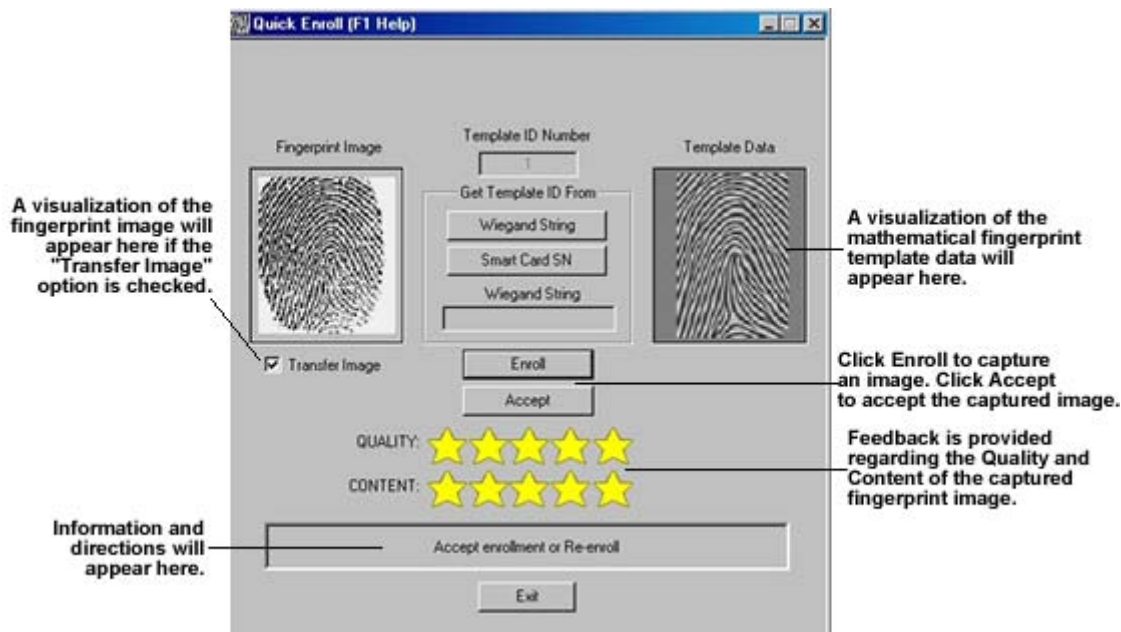 Quick Enroll (F1 Help)
Fingerprint Image
Template ID Number
1
Template Data
Get Template ID From
Wiegand String
Smart Card SN
Wiegand String
Transfer Image
Enroll
Accept
QUALITY:
CONTENT:
Accept enrollment or Re-enroll
Exit
A visualization of the
fingerprint image will
appear here if the
"Transfer Image"
option is checked.
A visualization of the
mathematical fingerprint
template data will
appear here.
Click Enroll to capture
an image. Click Accept
to accept the captured image.
Feedback is provided
regarding the Quality and
Content of the captured
fingerprint image.
Information and
directions will
appear here.